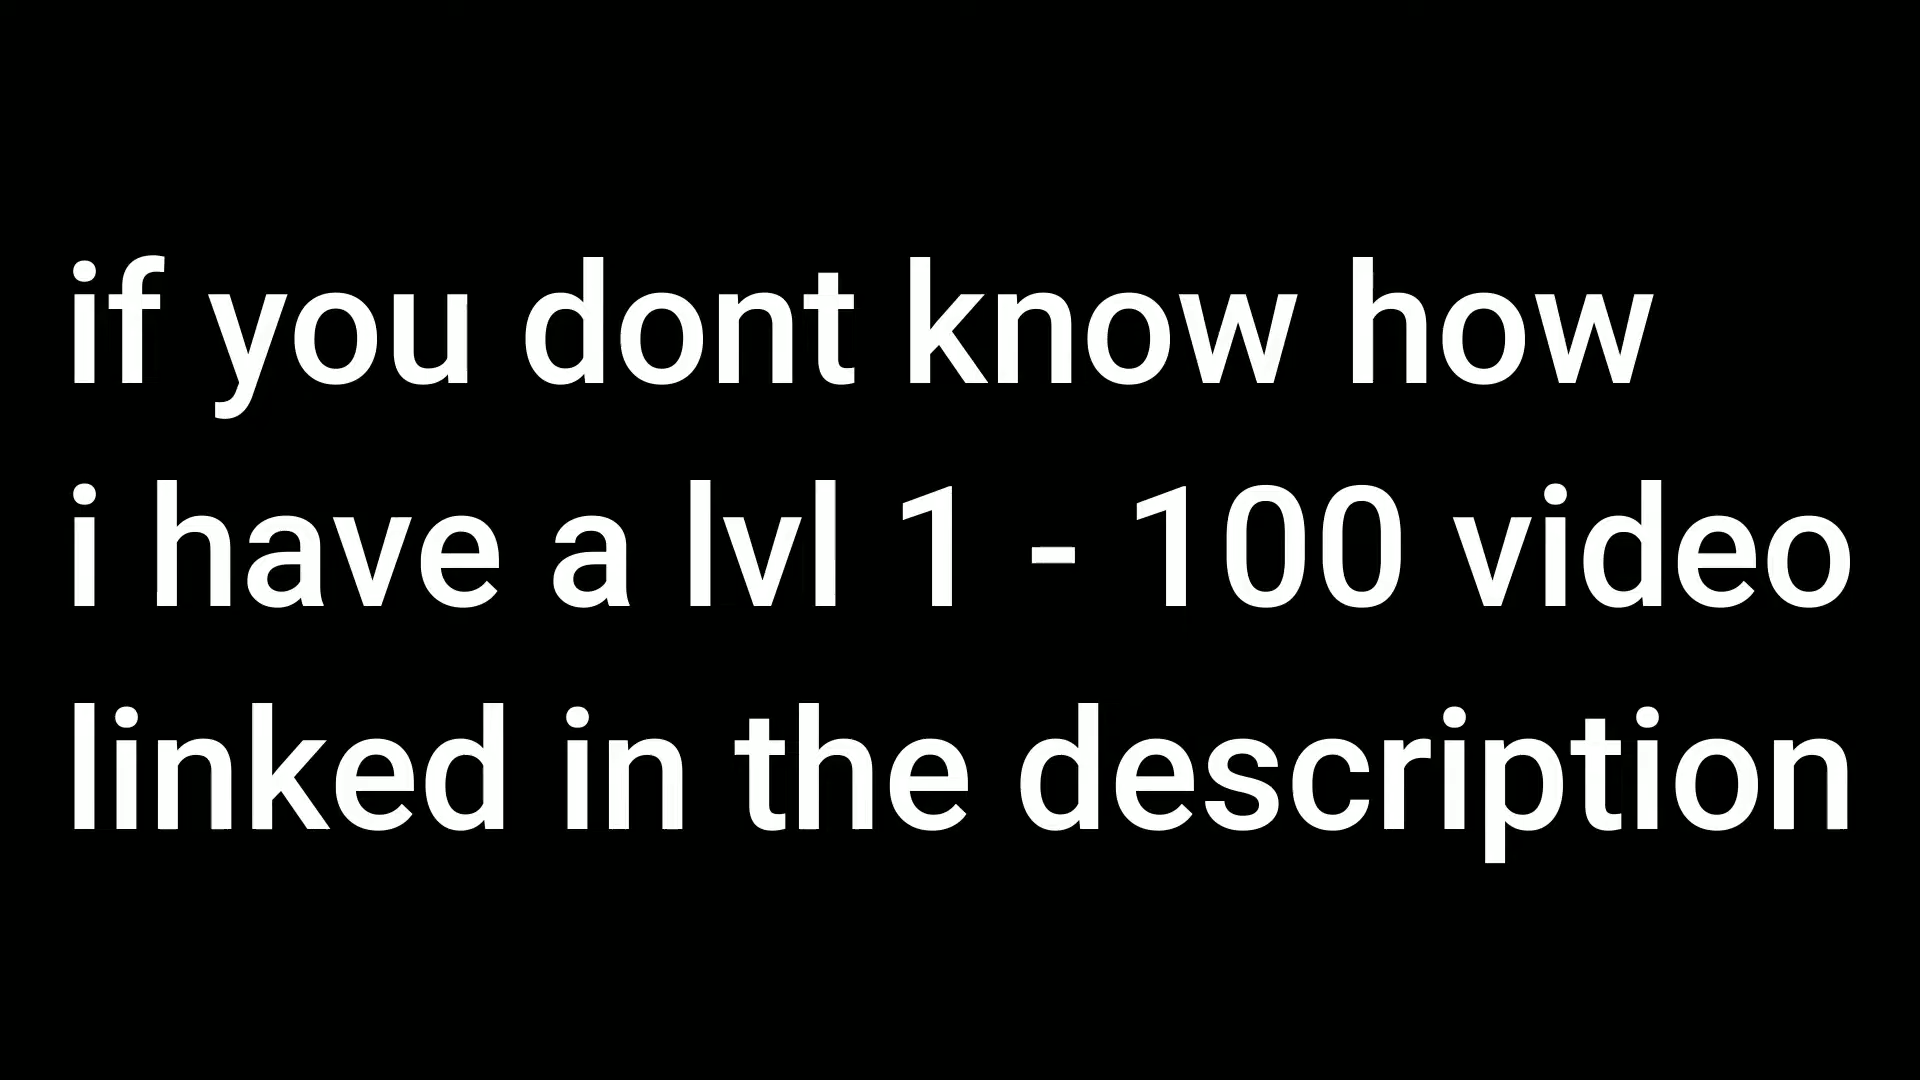 if you dont know how
i have a lvl 1 - 100 video
linked in the description